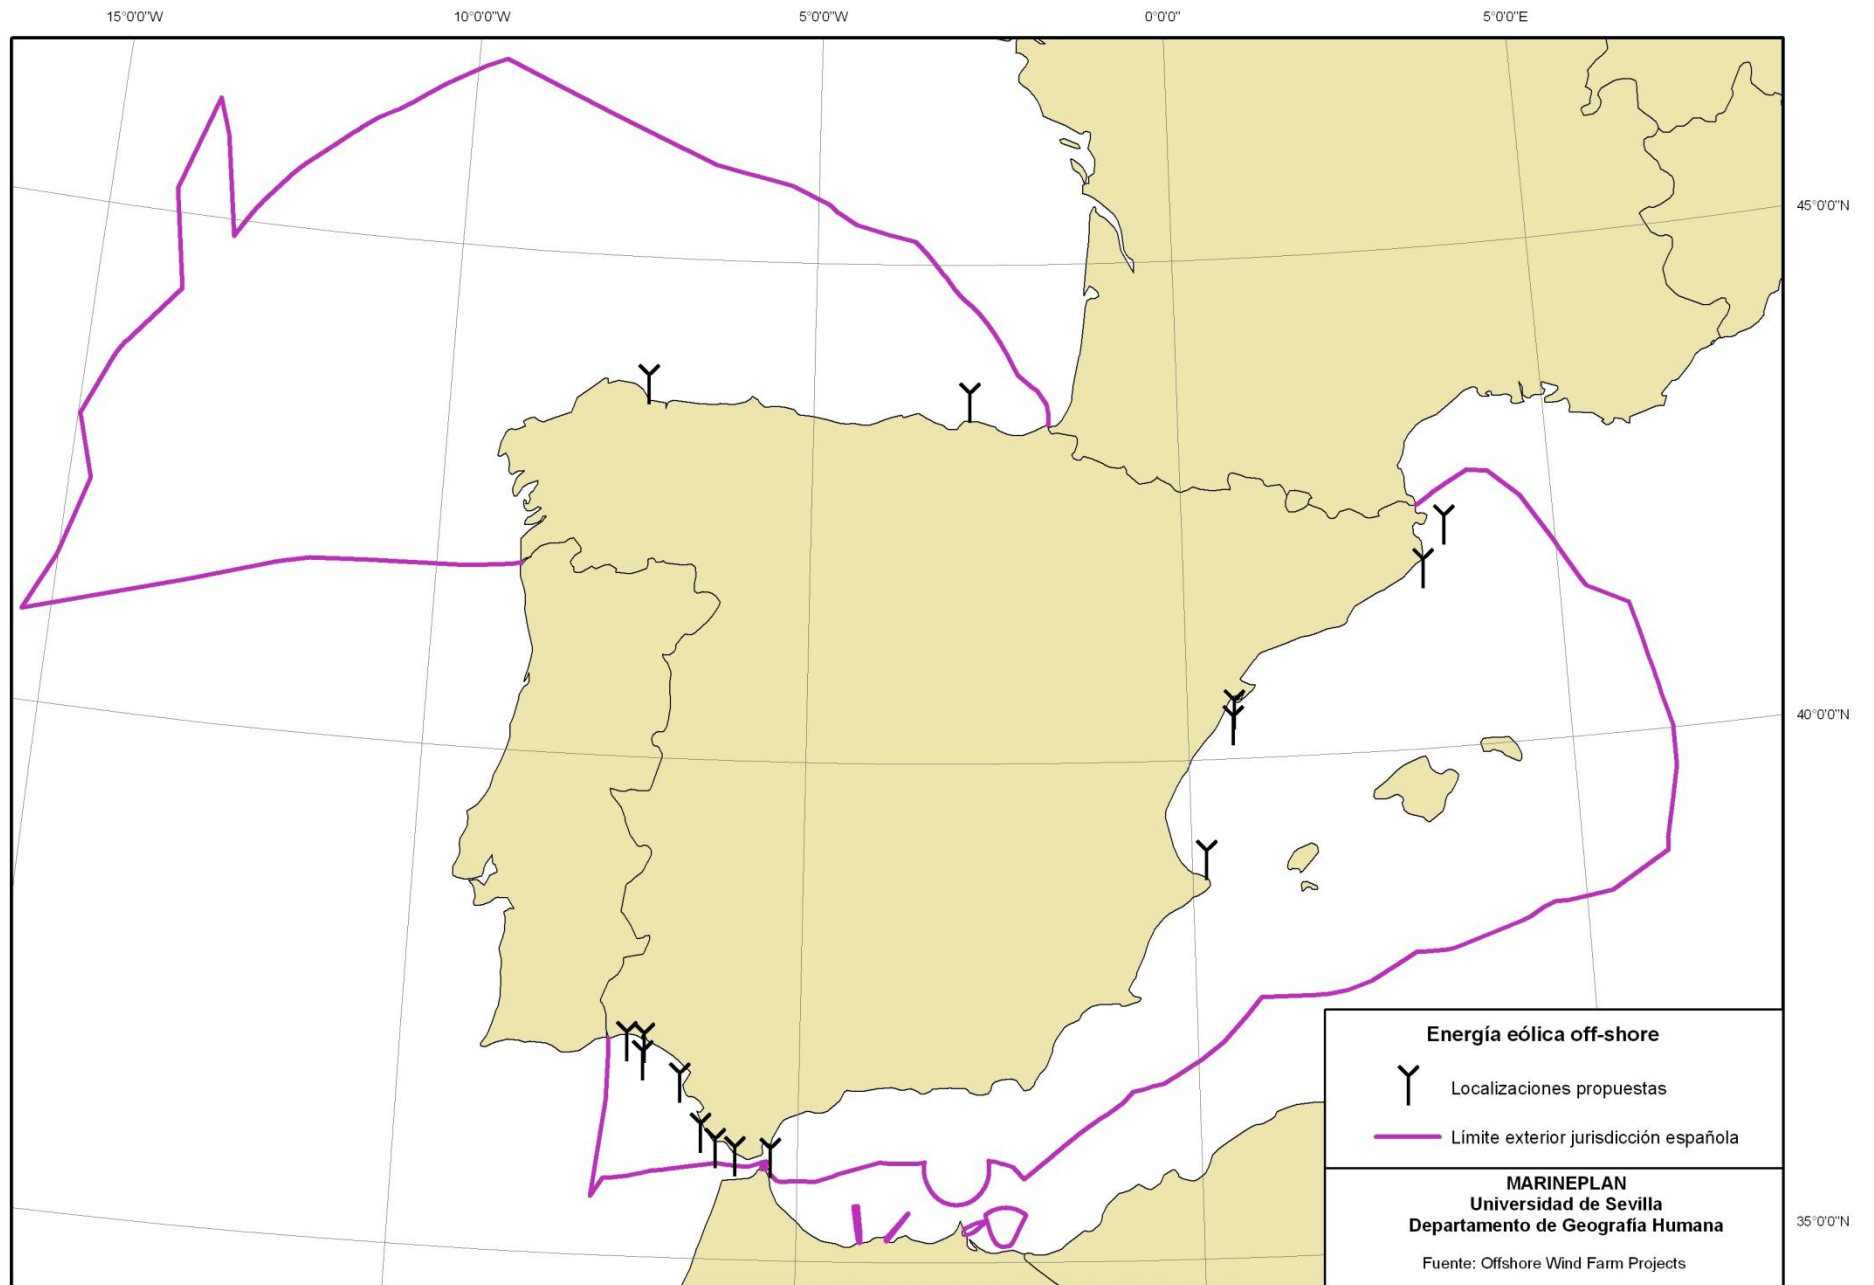 15°0'0"W
10°0'0"W
5°0'0"W
0°0'0"
5°0'0"E
45°0'0"N
40°0'0"N
35°0'0"N
Energía eólica off-shore
Localizaciones propuestas
Límite exterior jurisdicción española
MARINEPLAN
Universidad de Sevilla
Departamento de Geografía Humana
Fuente: Offshore Wind Farm Projects